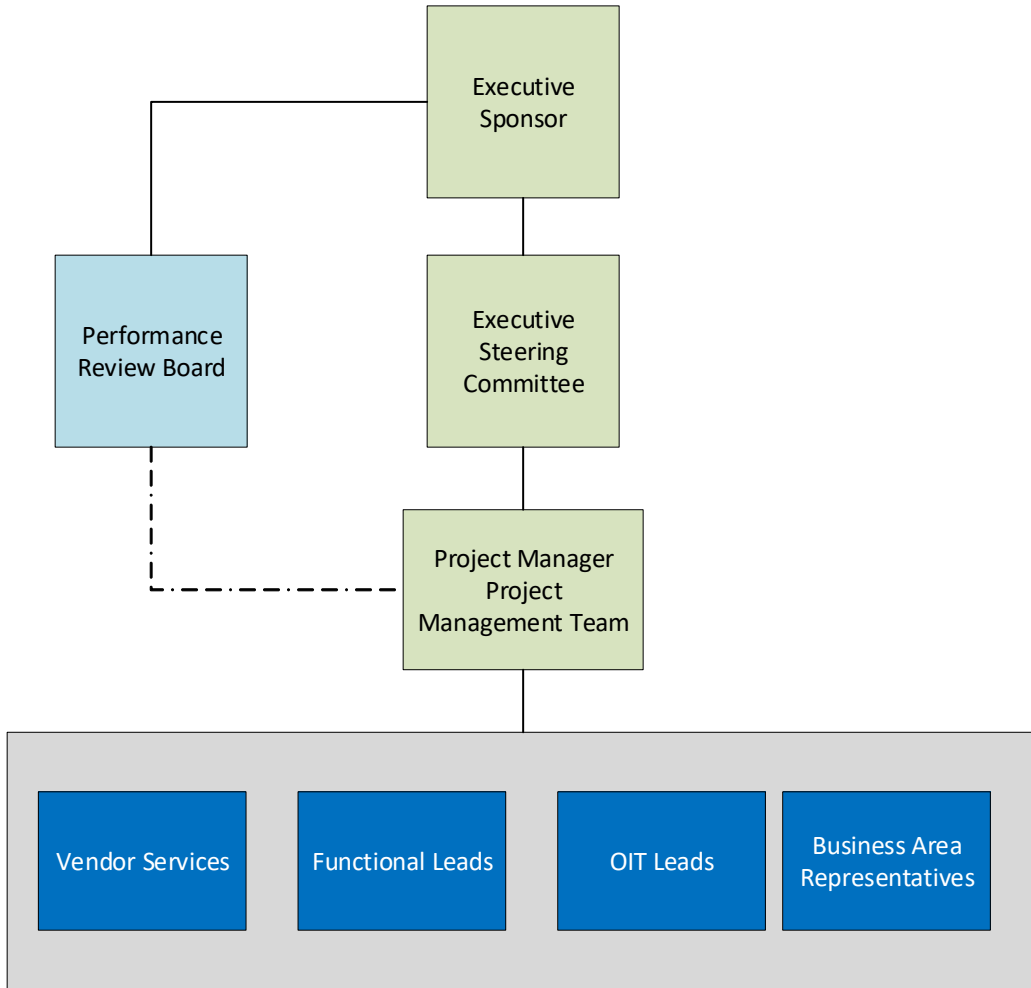 Executive
Sponsor
Performance
Review Board
Executive
Steering
Committee
Project Manager
Project
Management Team
Vendor Services
Functional Leads
OIT Leads
Business Area
Representatives